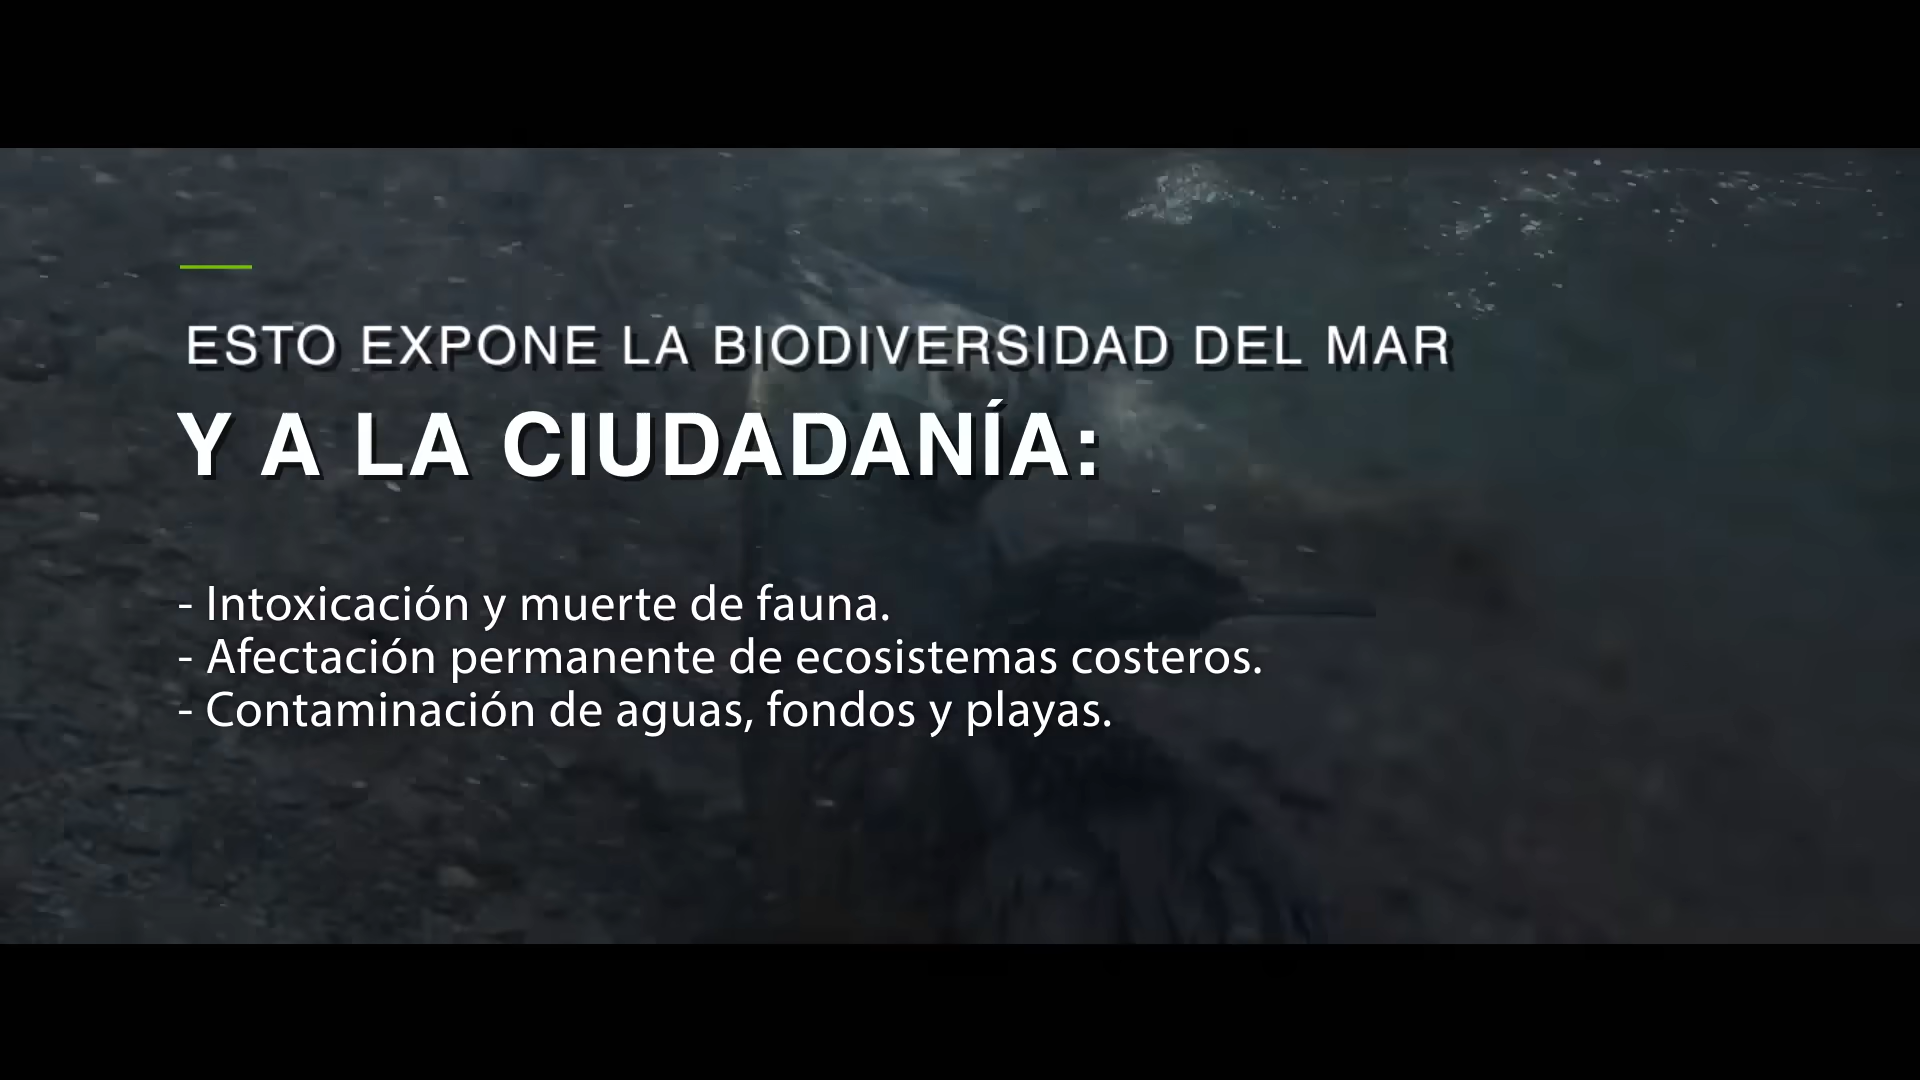 ESTO EXPONE LA BIODIVERSIDAD DEL MAR
Y A LA CIUDADANÍA:
- Intoxicación y muerte de fauna.
- Afectación permanente de ecosistemas costeros.
- Contaminación de aguas, fondos y playas.